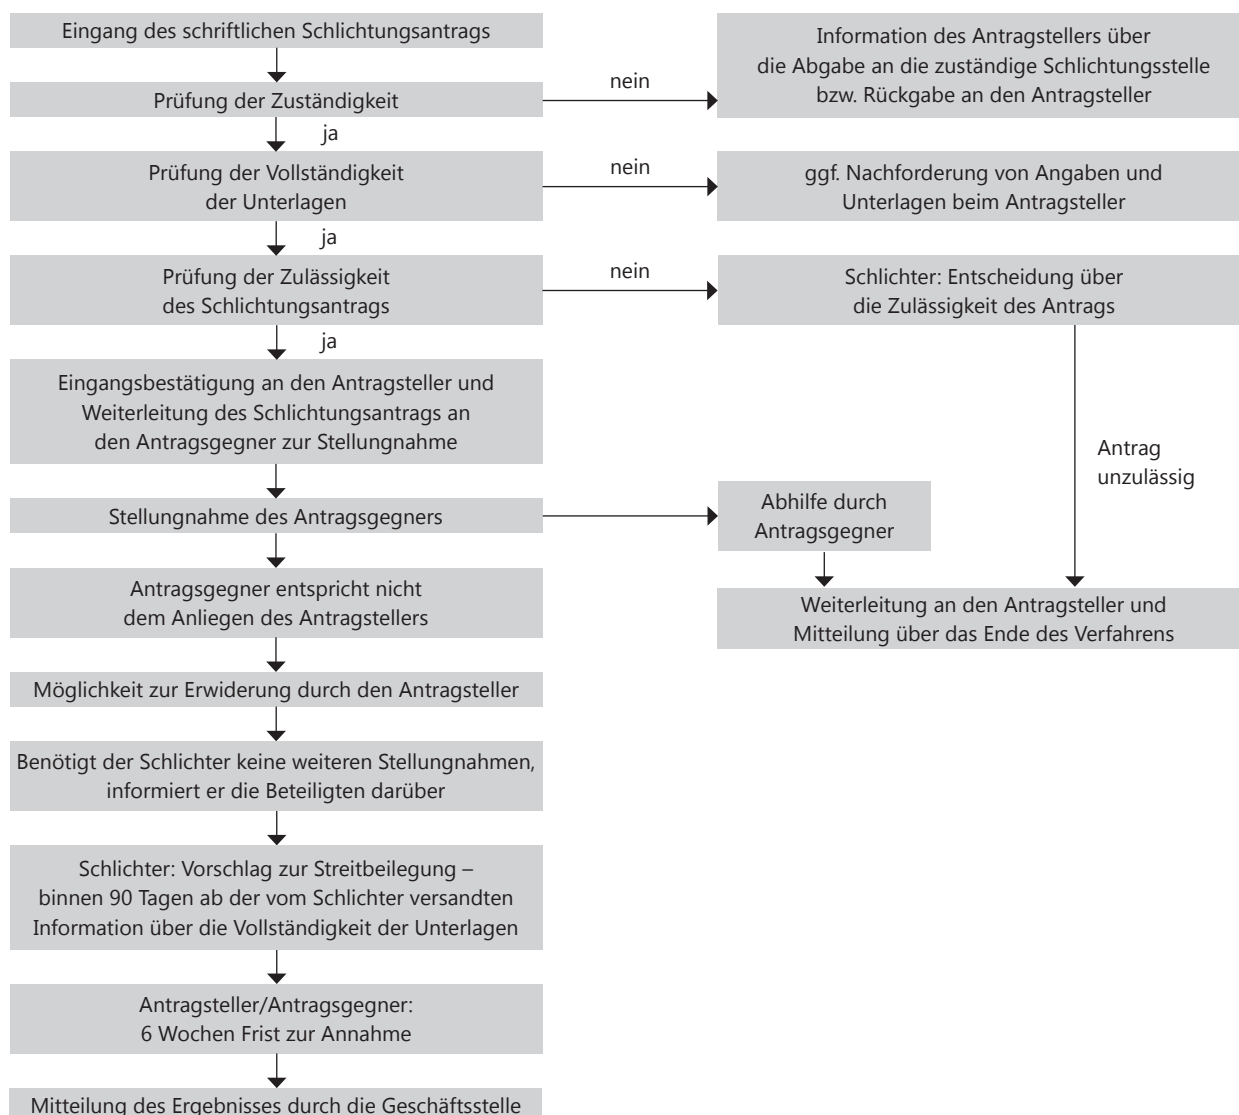 Eingang des schriftlichen Schlichtungsantrags
Information des Antragstellers über
die Abgabe an die zuständige Schlichtungsstelle
bzw. Rückgabe an den Antragsteller
nein
Prüfung der Zuständigkeit
ja
Prüfung der Vollständigkeit
der Unterlagen
nein
ggf. Nachforderung von Angaben und
Unterlagen beim Antragsteller
ja
Prüfung der Zulässigkeit
des Schlichtungsantrags
nein
Schlichter: Entscheidung über
die Zulässigkeit des Antrags
ja
Eingangsbestätigung an den Antragsteller und
Weiterleitung des Schlichtungsantrags an
den Antragsgegner zur Stellungnahme
Antrag
unzulässig
Stellungnahme des Antragsgegners
Abhilfe durch
Antragsgegner
Antragsgegner entspricht nicht
dem Anliegen des Antragstellers
Weiterleitung an den Antragsteller und
Mitteilung über das Ende des Verfahrens
Möglichkeit zur Erwiderung durch den Antragsteller
Benötigt der Schlichter keine weiteren Stellungnahmen,
informiert er die Beteiligten darüber
Schlichter: Vorschlag zur Streitbeilegung –
binnen 90 Tagen ab der vom Schlichter versandten
Information über die Vollständigkeit der Unterlagen
Antragsteller/Antragsgegner:
6 Wochen Frist zur Annahme
Mitteilung des Ergebnisses durch die Geschäftsstelle